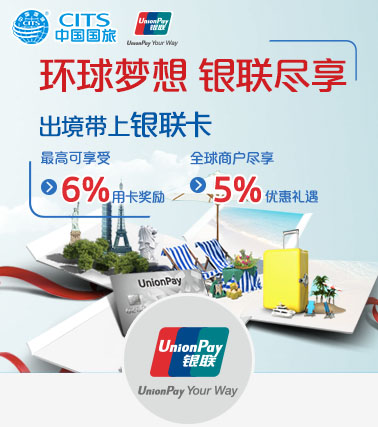 CITS
中国国旅
UnionPay
银联
UnionPay Your Way
环球梦想 银联尽享
出境带上银联卡
最高可享受
6%用卡奖励
全球商户尽享
5%优惠礼遇
UnionPay
UnionPay
银联
UnionPay Your Way